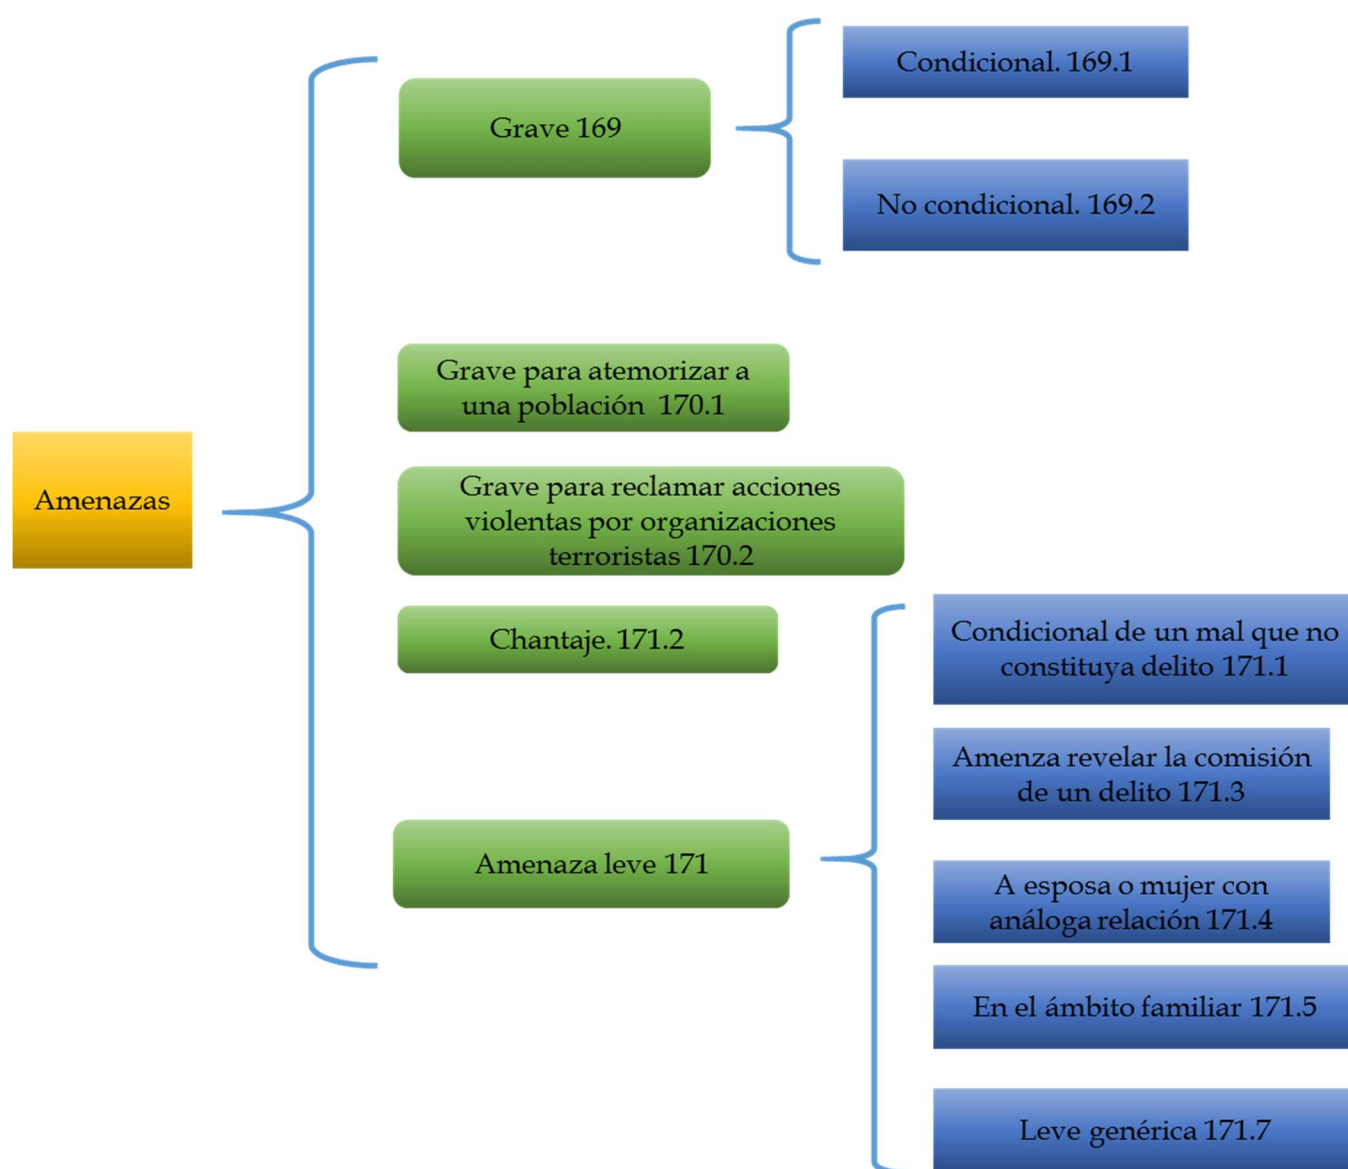 Amenazas
Grave 169
Condicional. 169.1
No condicional. 169.2
Grave para atemorizar a
una población 170.1
Grave para reclamar acciones
violentas por organizaciones
terroristas 170.2
Chantaje. 171.2
Amenaza leve 171
Condicional de un mal que no
constituya delito 171.1
Amenza revelar la comisión
de un delito 171.3
A esposa o mujer con
análoga relación 171.4
En el ámbito familiar 171.5
Leve genérica 171.7